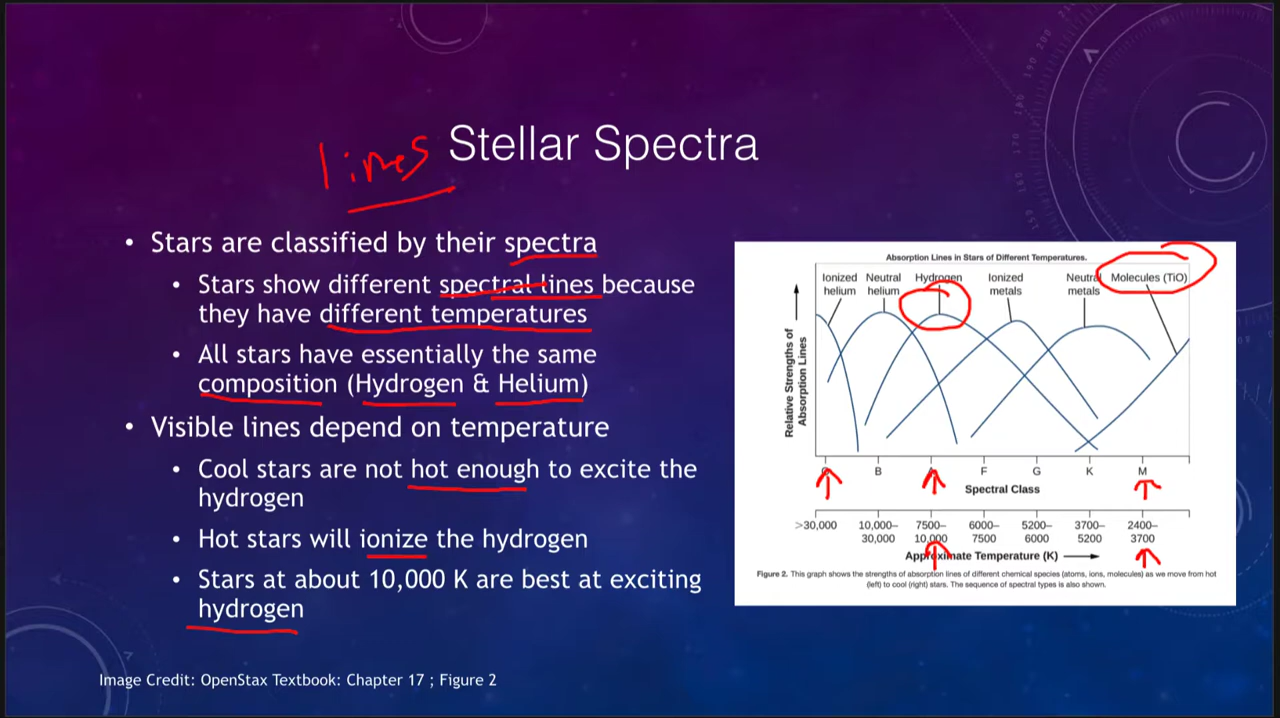 lines
Stellar Spectra
• Stars are classified by their spectra
• Stars show different spectral lines because
they have different temperatures
• All stars have essentially the same
composition (Hydrogen & Helium)
• Visible lines depend on temperature
• Cool stars are not hot enough to excite the
hydrogen
• Hot stars will ionize the hydrogen
• Stars at about 10,000 K are best at exciting
hydrogen
Image Credit: OpenStax Textbook: Chapter 17 ; Figure 2
Absorption Lines in Stars of Different Temperatures.
Ionized Neutral Hydrogen Ionized Neutral Molecules (TiO)
helium helium metals metals
Relative Strengths of
Absorption Lines
O B A F G K M
Spectral Class
>30,000 10,000– 7500– 6000– 5200– 3700– 2400–
30,000 10,000 7500 6000 5200 3700
Approximate Temperature (K)
Figure 2. This graph shows the strengths of absorption lines of different chemical species (atoms, ions, molecules) as we move from hot
(left) to cool (right) stars. The sequence of spectral types is also shown.